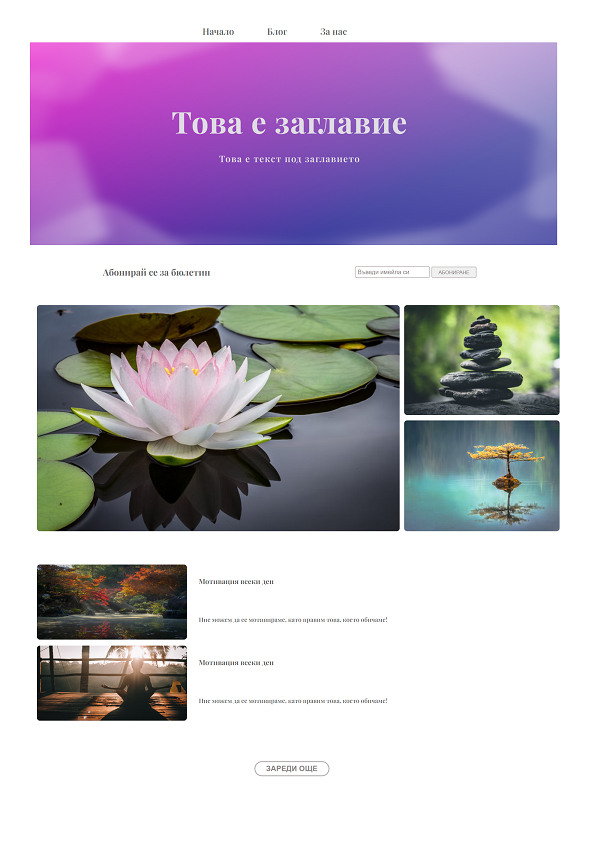 Начало Блог За нас
Това е заглавие
Това е текст под заглавието
Абонирай се за бюлетин
Въведи имейла си АБОНИРАНЕ
Мотивация всеки ден
Ние можем да се мотивираме, като правим това, което обичаме!
Мотивация всеки ден
Ние можем да се мотивираме, като правим това, което обичаме!
ЗАРЕДИ ОЩЕ